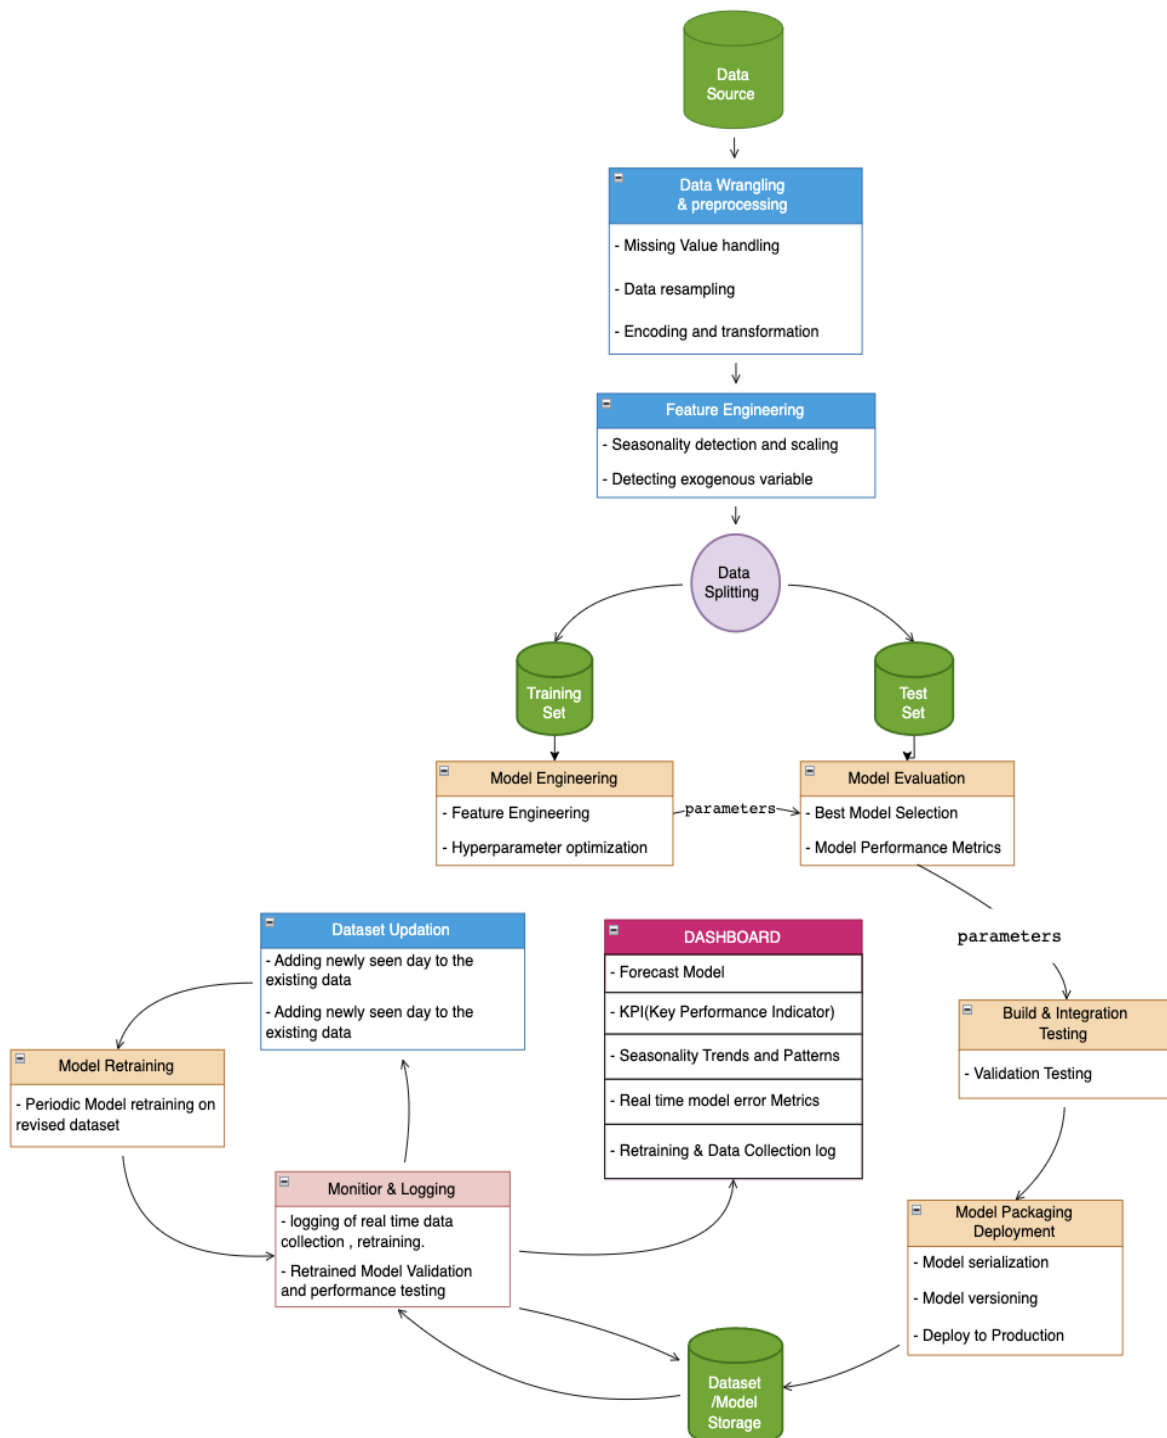 Data
Source
Data Wrangling
& preprocessing
- Missing Value handling
- Data resampling
- Encoding and transformation
Feature Engineering
- Seasonality detection and scaling
- Detecting exogenous variable
Data
Splitting
Training
Set
Test
Set
Model Engineering
- Feature Engineering
- Hyperparameter optimization
parameters
Model Evaluation
- Best Model Selection
- Model Performance Metrics
parameters
Dataset Updation
- Adding newly seen day to the
existing data
- Adding newly seen day to the
existing data
DASHBOARD
- Forecast Model
- KPI(Key Performance Indicator)
- Seasonality Trends and Patterns
- Real time model error Metrics
- Retraining & Data Collection log
Build & Integration
Testing
- Validation Testing
Model Retraining
- Periodic Model retraining on
revised dataset
Monitior & Logging
- logging of real time data
collection , retraining.
- Retrained Model Validation
and performance testing
Model Packaging
Deployment
- Model serialization
- Model versioning
- Deploy to Production
Dataset
/Model
Storage